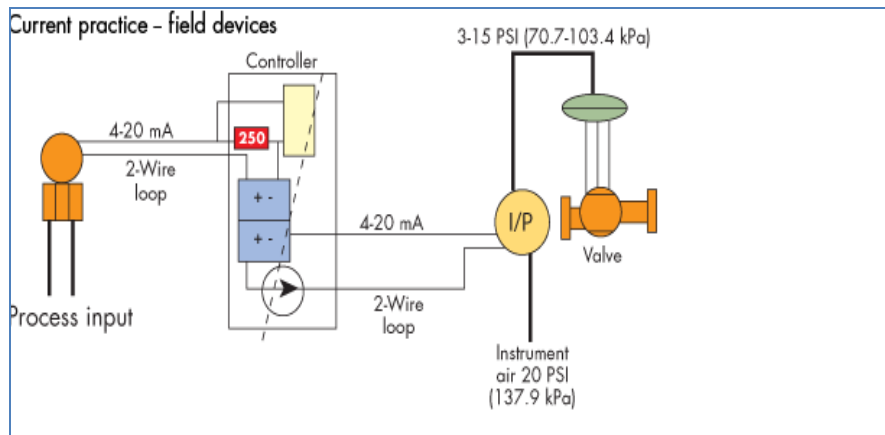 Current practice – field devices
3-15 PSI (70.7-103.4 kPa)
Controller
4-20 mA
250
2-Wire
loop
+ -
+ -
4-20 mA
I/P
Valve
2-Wire
loop
Process input
Instrument
air 20 PSI
(137.9 kPa)